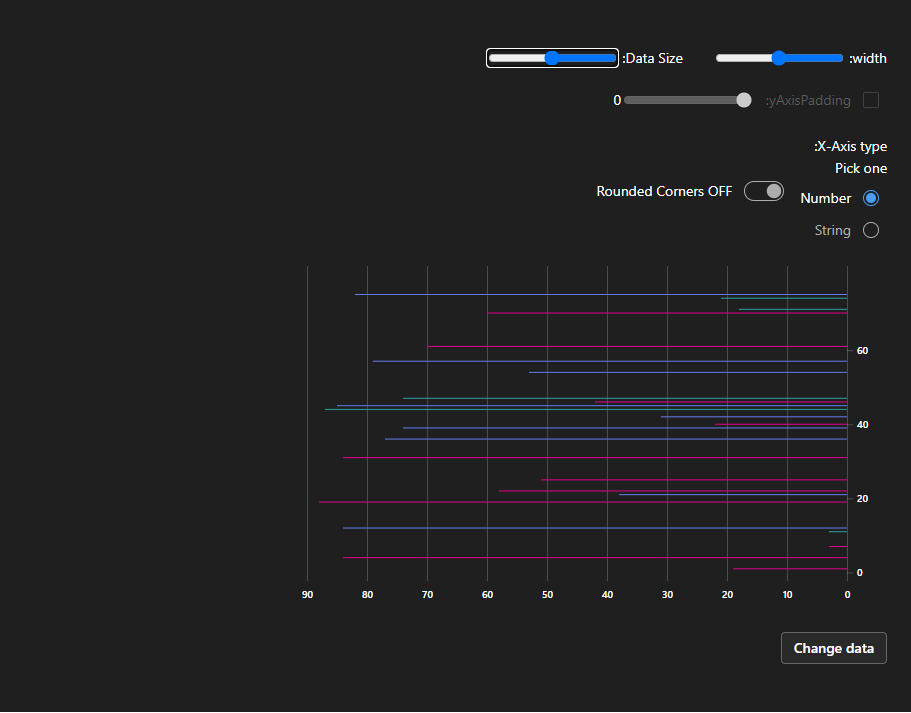 :width
:Data Size
:yAxisPadding
0
:X-Axis type
Pick one
Number
Rounded Corners OFF
String
60
40
20
0
90 80 70 60 50 40 30 20 10 0
Change data